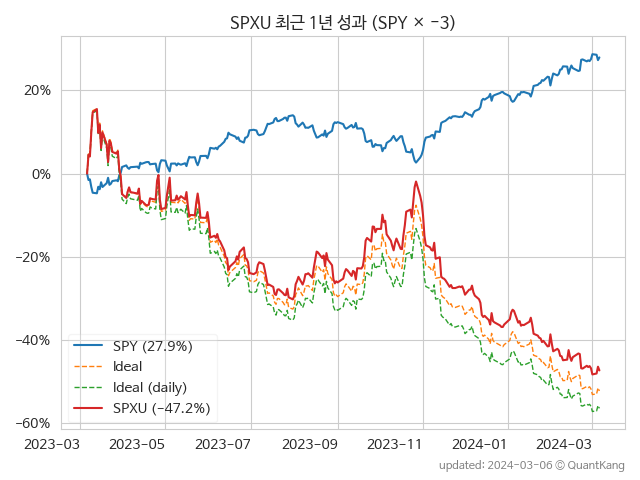 SPXU 최근 1년 성과 (SPY × −3)
20%
0%
−20%
−40%
−60%
SPY (27.9%)
Ideal
Ideal (daily)
SPXU (−47.2%)
2023−03
2023−05
2023−07
2023−09
2023−11
2024−01
2024−03
updated: 2024-03-06 ⓒ QuantKang